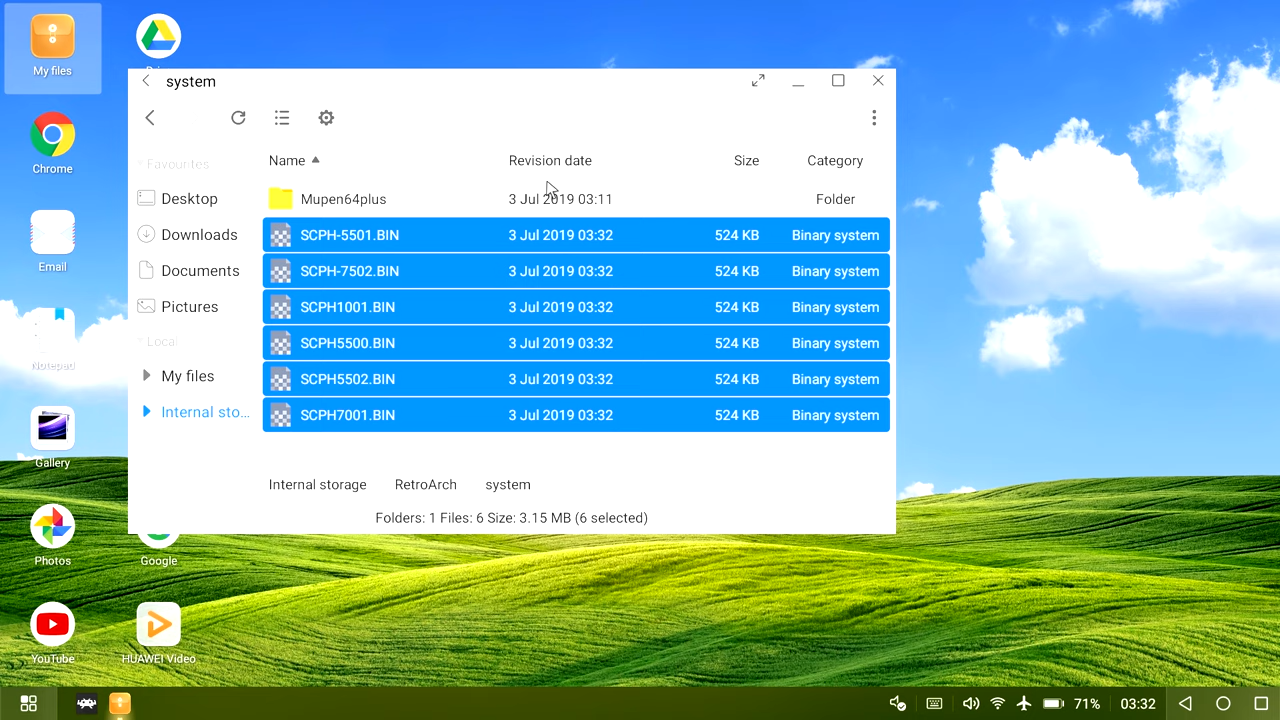 My files
Chrome
Email
Notepad
Gallery
Photos
Google
YouTube
HUAWEI Video
system
Favourites
Desktop
Downloads
Documents
Pictures
Local
My files
Internal sto...
Name Revision date Size Category
Mupen64plus 3 Jul 2019 03:11 Folder
SCPH-5501.BIN 3 Jul 2019 03:32 524 KB Binary system
SCPH-7502.BIN 3 Jul 2019 03:32 524 KB Binary system
SCPH1001.BIN 3 Jul 2019 03:32 524 KB Binary system
SCPH5500.BIN 3 Jul 2019 03:32 524 KB Binary system
SCPH5502.BIN 3 Jul 2019 03:32 524 KB Binary system
SCPH7001.BIN 3 Jul 2019 03:32 524 KB Binary system
Internal storage RetroArch system
Folders: 1 Files: 6 Size: 3.15 MB (6 selected)
71% 03:32